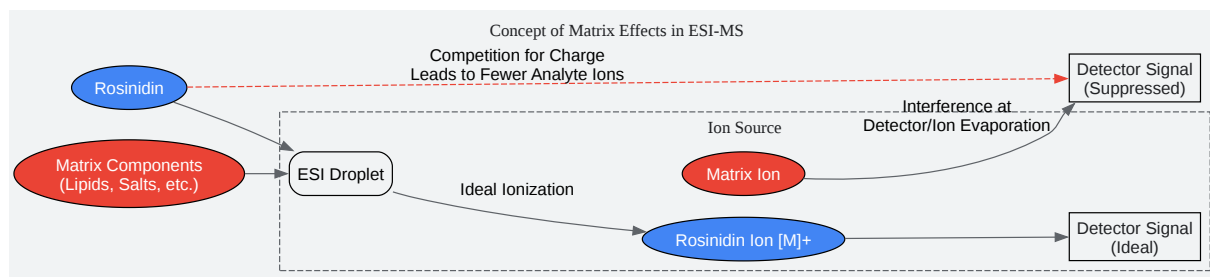 Concept of Matrix Effects in ESI-MS
Competition for Charge
Leads to Fewer Analyte Ions
Rosinidin
Detector Signal
(Suppressed)
Interference at
Detector/Ion Evaporation
Ion Source
Matrix Components
(Lipids, Salts, etc.)
ESI Droplet
Ideal Ionization
Matrix Ion
Rosinidin Ion [M]+
Detector Signal
(Ideal)